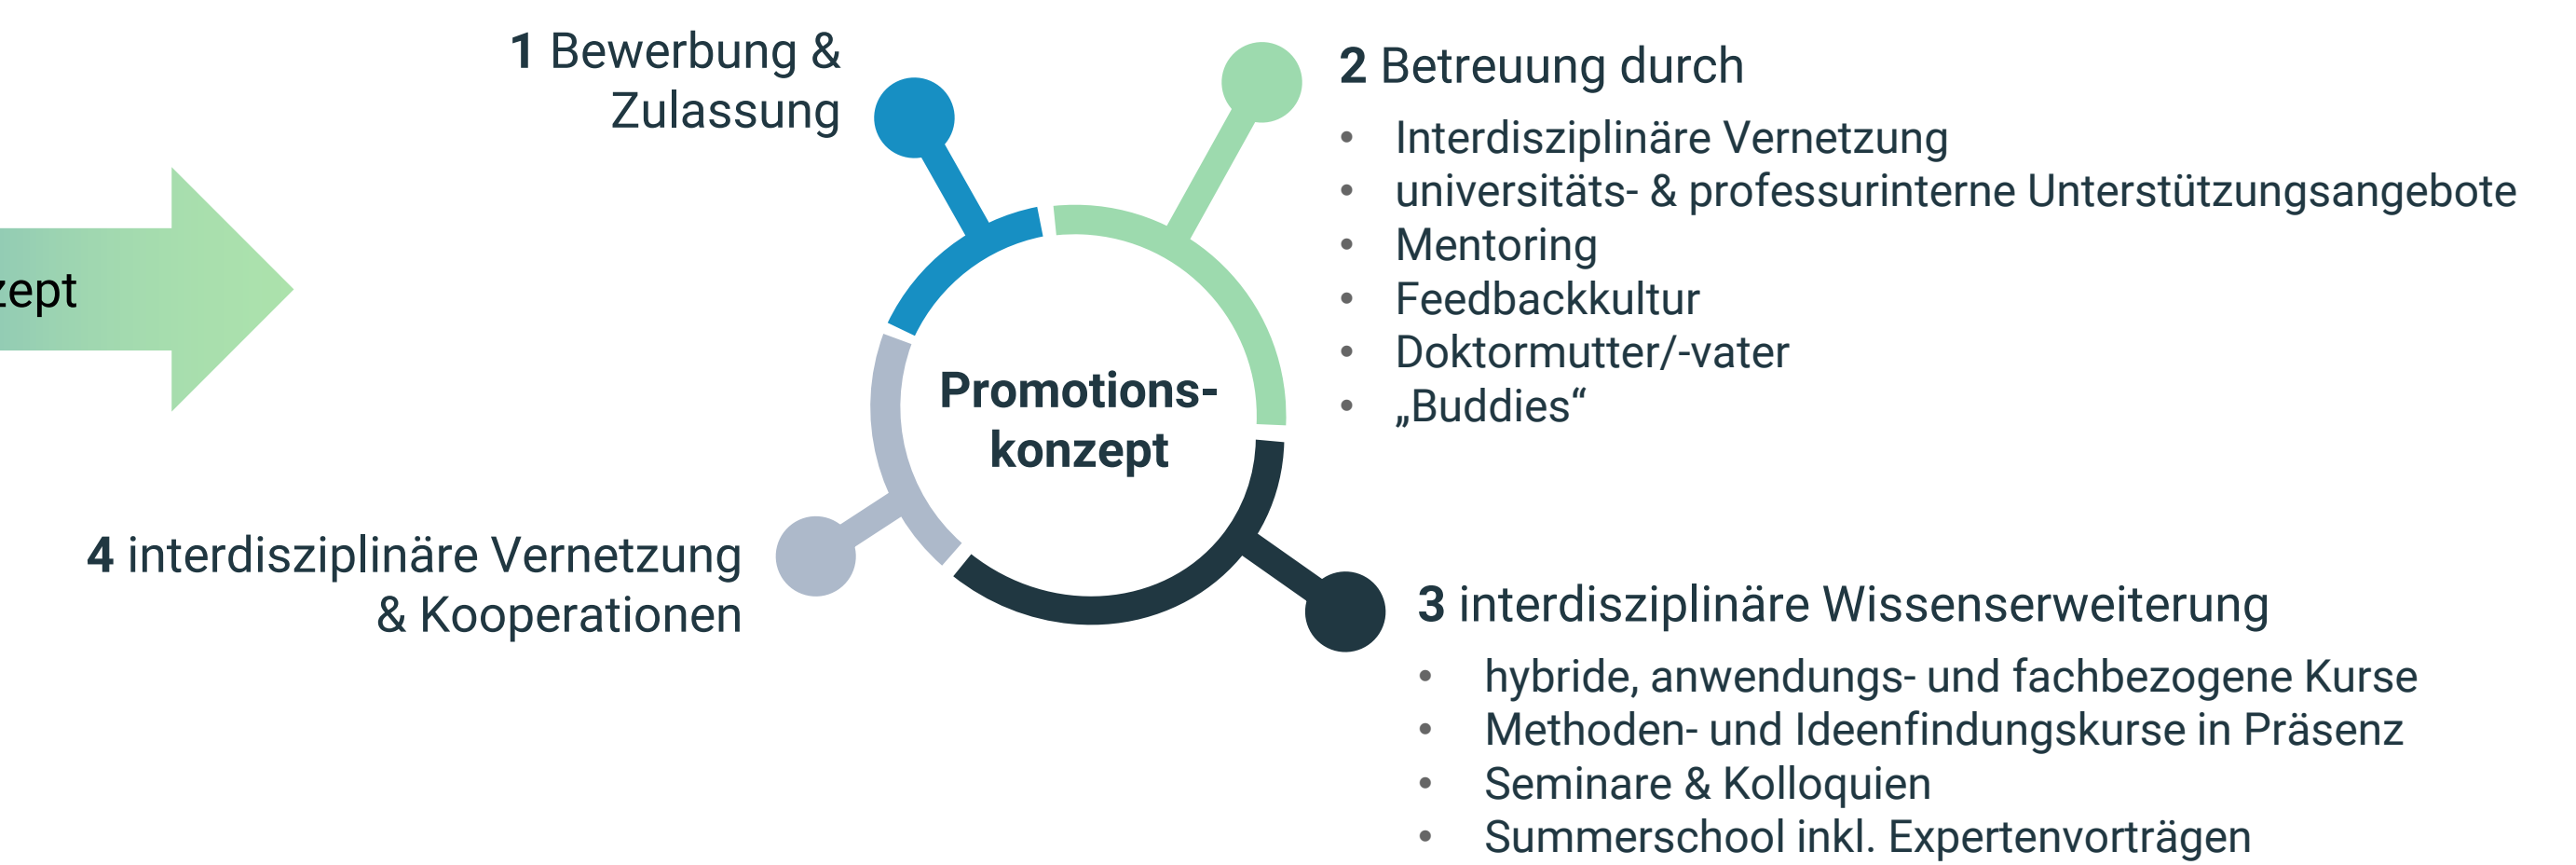 1 Bewerbung &
Zulassung
2 Betreuung durch
• Interdisziplinäre Vernetzung
• universitäts- & professurinterne Unterstützungsangebote
• Mentoring
• Feedbackkultur
• Doktormutter/-vater
• „Buddies“
zept
Promotions-
konzept
4 interdisziplinäre Vernetzung
& Kooperationen
3 interdisziplinäre Wissenserweiterung
• hybride, anwendungs- und fachbezogene Kurse
• Methoden- und Ideenfindungskurse in Präsenz
• Seminare & Kolloquien
• Summerschool inkl. Expertenvorträgen